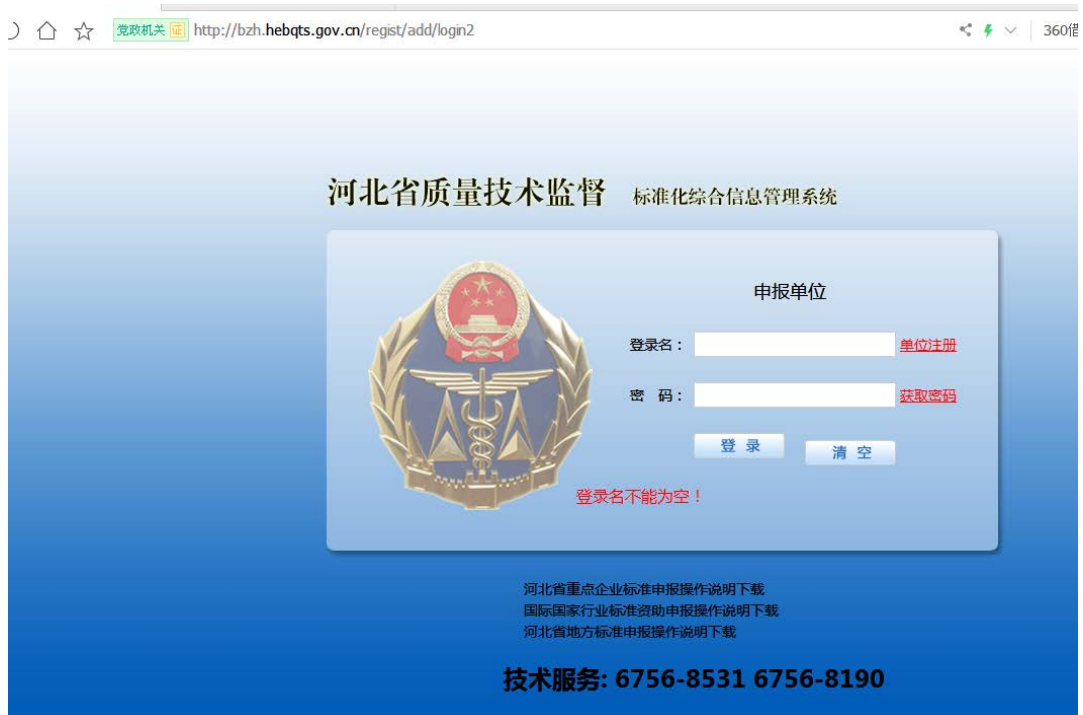 党政机关 证 http://bzh.hebqts.gov.cn/regist/add/login2 360借
河北省质量技术监督 标准化综合信息管理系统
申报单位
登录名： 单位注册
密 码： 获取密码
登 录 清 空
登录名不能为空！
河北省重点企业标准申报操作说明下载
国际国家行业标准资助申报操作说明下载
河北省地方标准申报操作说明下载
技术服务: 6756-8531 6756-8190